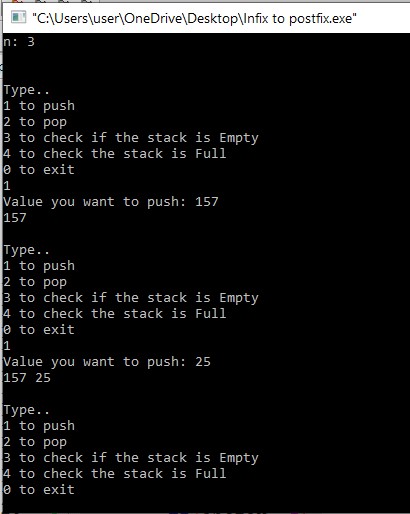 "C:\Users\user\OneDrive\Desktop\Infix to postfix.exe"
n: 3
Type..
1 to push
2 to pop
3 to check if the stack is Empty
4 to check the stack is Full
0 to exit
1
Value you want to push: 157
157
Type..
1 to push
2 to pop
3 to check if the stack is Empty
4 to check the stack is Full
0 to exit
1
Value you want to push: 25
157 25
Type..
1 to push
2 to pop
3 to check if the stack is Empty
4 to check the stack is Full
0 to exit